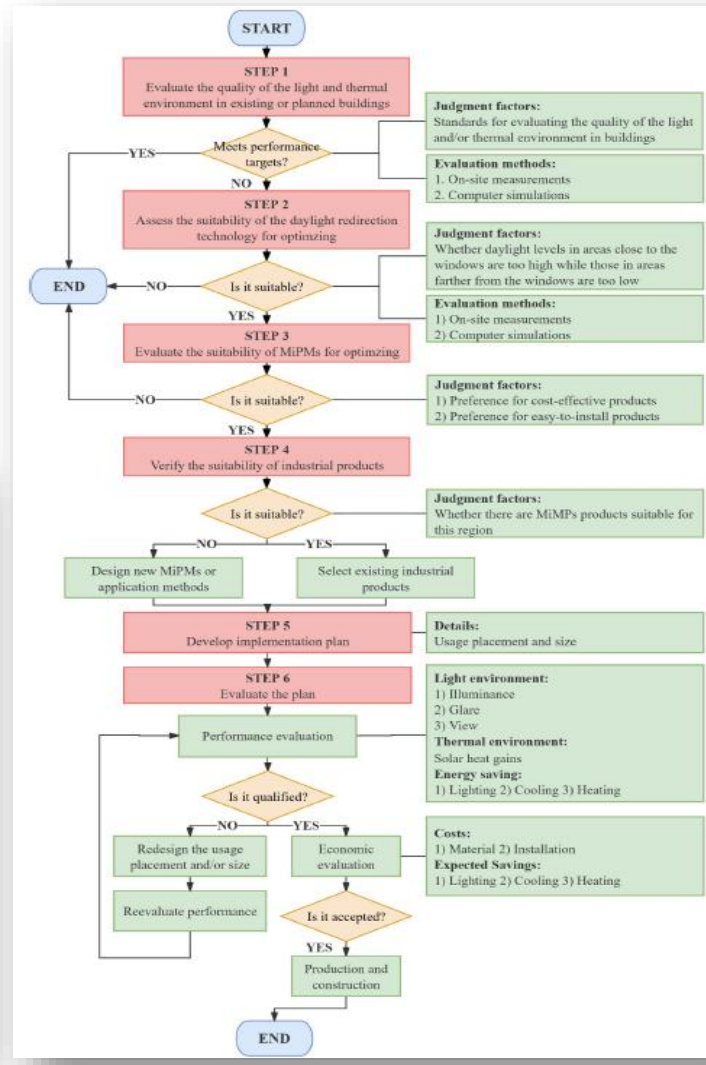 START
STEP 1
Evaluate the quality of the light and thermal
environment in existing or planned buildings
Judgment factors:
Standards for evaluating the quality of the light
and/or thermal environment in buildings
YES
Meets performance
targets?
Evaluation methods:
1. On-site measurements
2. Computer simulations
NO
STEP 2
Assess the suitability of the daylight redirection
technology for optimzing
Judgment factors:
Whether daylight levels in areas close to the
windows are too high while those in areas
farther from the windows are too low
END
NO
Is it suitable?
Evaluation methods:
1) On-site measurements
2) Computer simulations
YES
STEP 3
Evaluate the suitability of MiPMs for optimzing
NO
Is it suitable?
Judgment factors:
1) Preference for cost-effective products
2) Preference for easy-to-install products
YES
STEP 4
Verify the suitability of industrial products
Is it suitable?
Judgment factors:
Whether there are MiMPs products suitable for
this region
NO
YES
Design new MiPMs or
application methods
Select existing industrial
products
STEP 5
Develop implementation plan
Details:
Usage placement and size
STEP 6
Evaluate the plan
Light environment:
1) Illuminance
2) Glare
3) View
Thermal environment:
Solar heat gains
Energy saving:
1) Lighting 2) Cooling 3) Heating
Performance evaluation
Is it qualified?
NO
YES
Redesign the usage
placement and/or size
Economic
evaluation
Costs:
1) Material 2) Installation
Expected Savings:
1) Lighting 2) Cooling 3) Heating
Reevaluate performance
Is it accepted?
YES
Production and
construction
END